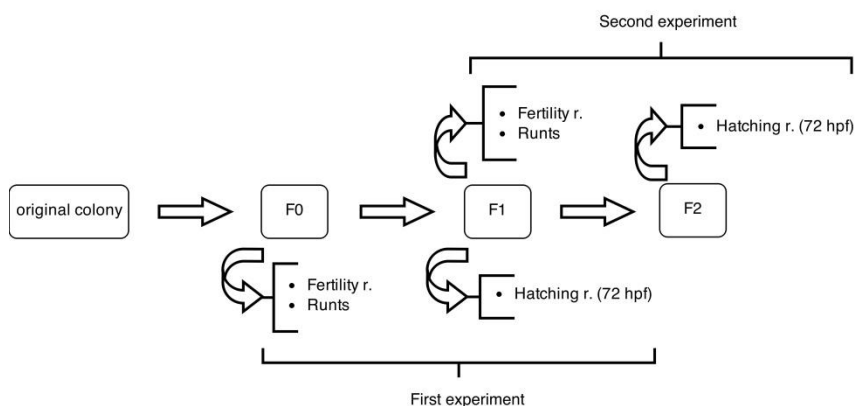 Second experiment
• Fertility r.
• Runts
• Hatching r. (72 hpf)
original colony
F0
F1
F2
• Fertility r.
• Runts
• Hatching r. (72 hpf)
First experiment